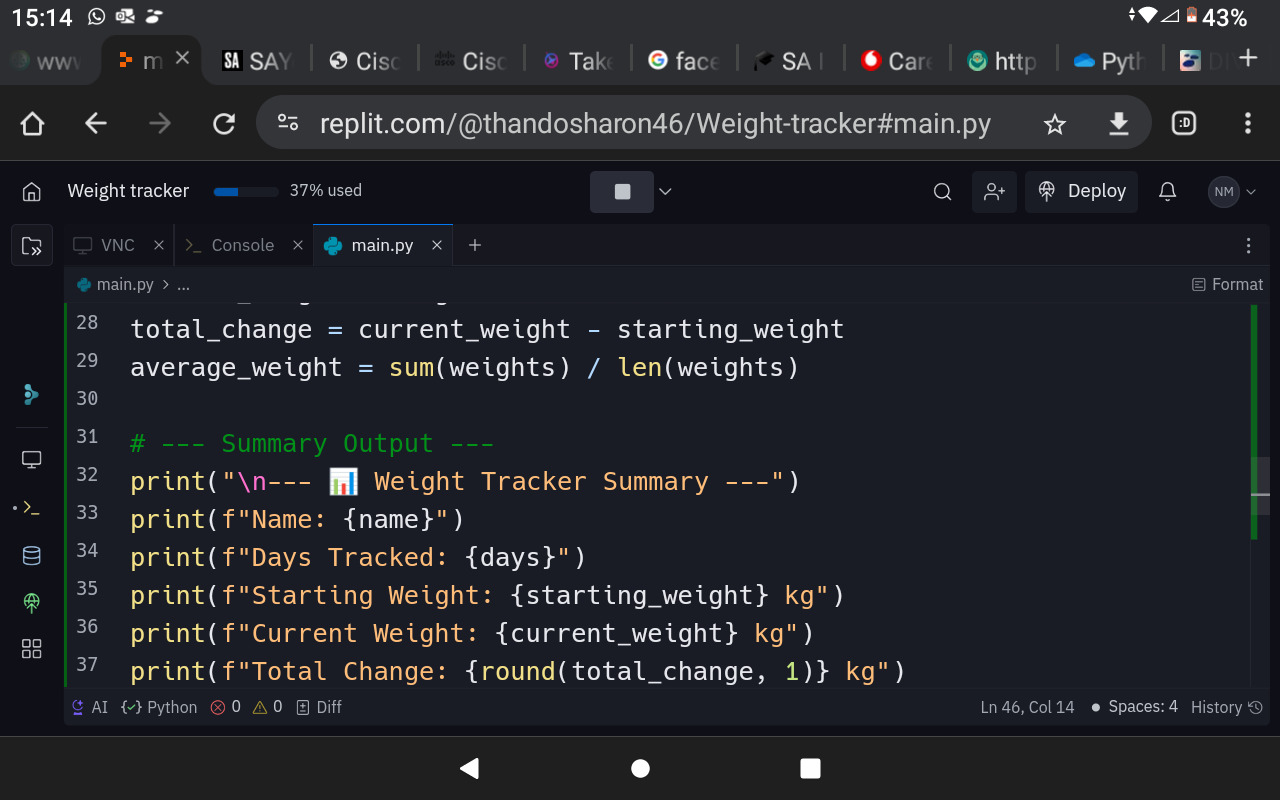 15:14 43%
www m SAY Cisc Cisc Take face SA Care http Pyth
replit.com/@thandosharon46/Weight-tracker#main.py :D
Weight tracker 37% used Deploy NM
VNC Console main.py
main.py > ... Format
28 total_change = current_weight - starting_weight
29 average_weight = sum(weights) / len(weights)
30
31 # --- Summary Output ---
32 print("\n--- 📊 Weight Tracker Summary ---")
33 print(f"Name: {name}")
34 print(f"Days Tracked: {days}")
35 print(f"Starting Weight: {starting_weight} kg")
36 print(f"Current Weight: {current_weight} kg")
37 print(f"Total Change: {round(total_change, 1)} kg")
AI Python 0 0 Diff Ln 46, Col 14 Spaces: 4 History